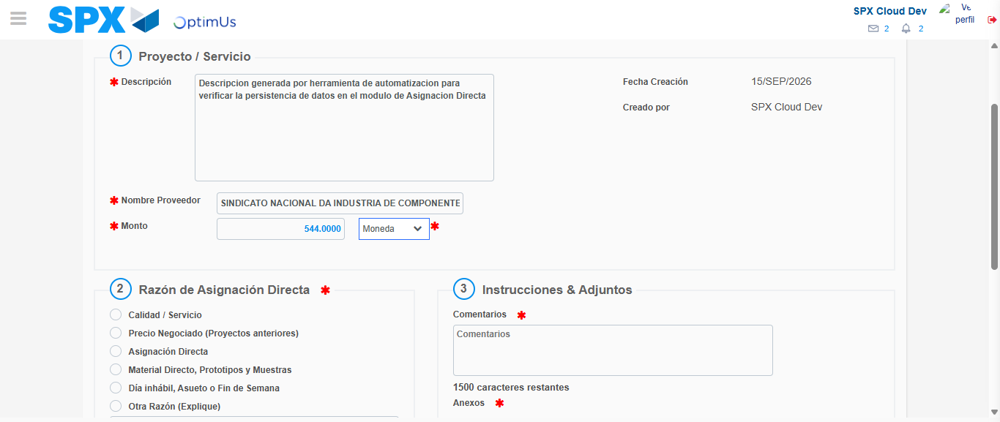 SPX
OptimUs
SPX Cloud Dev
2
2
Ve
perfil
1
Proyecto / Servicio
✱ Descripción
Descripcion generada por herramienta de automatizacion para
verificar la persistencia de datos en el modulo de Asignacion Directa
Fecha Creación
15/SEP/2026
Creado por
SPX Cloud Dev
✱ Nombre Proveedor
SINDICATO NACIONAL DA INDUSTRIA DE COMPONENTE
✱ Monto
544.0000
Moneda
✱
2
Razón de Asignación Directa ✱
Calidad / Servicio
Precio Negociado (Proyectos anteriores)
Asignación Directa
Material Directo, Prototipos y Muestras
Día inhábil, Asueto o Fin de Semana
Otra Razón (Explique)
3
Instrucciones & Adjuntos
Comentarios ✱
Comentarios
1500 caracteres restantes
Anexos ✱